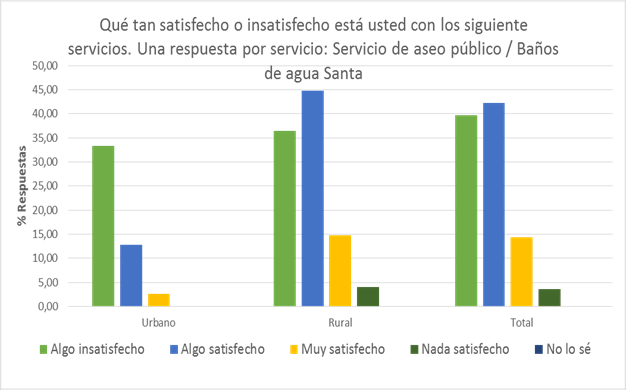 Qué tan satisfecho o insatisfecho está usted con los siguiente
servicios. Una respuesta por servicio: Servicio de aseo público / Baños
de agua Santa
50,00
45,00
40,00
35,00
30,00
25,00
20,00
15,00
10,00
5,00
0,00
% Respuestas
Urbano Rural Total
Algo insatisfecho Algo satisfecho Muy satisfecho Nada satisfecho No lo sé